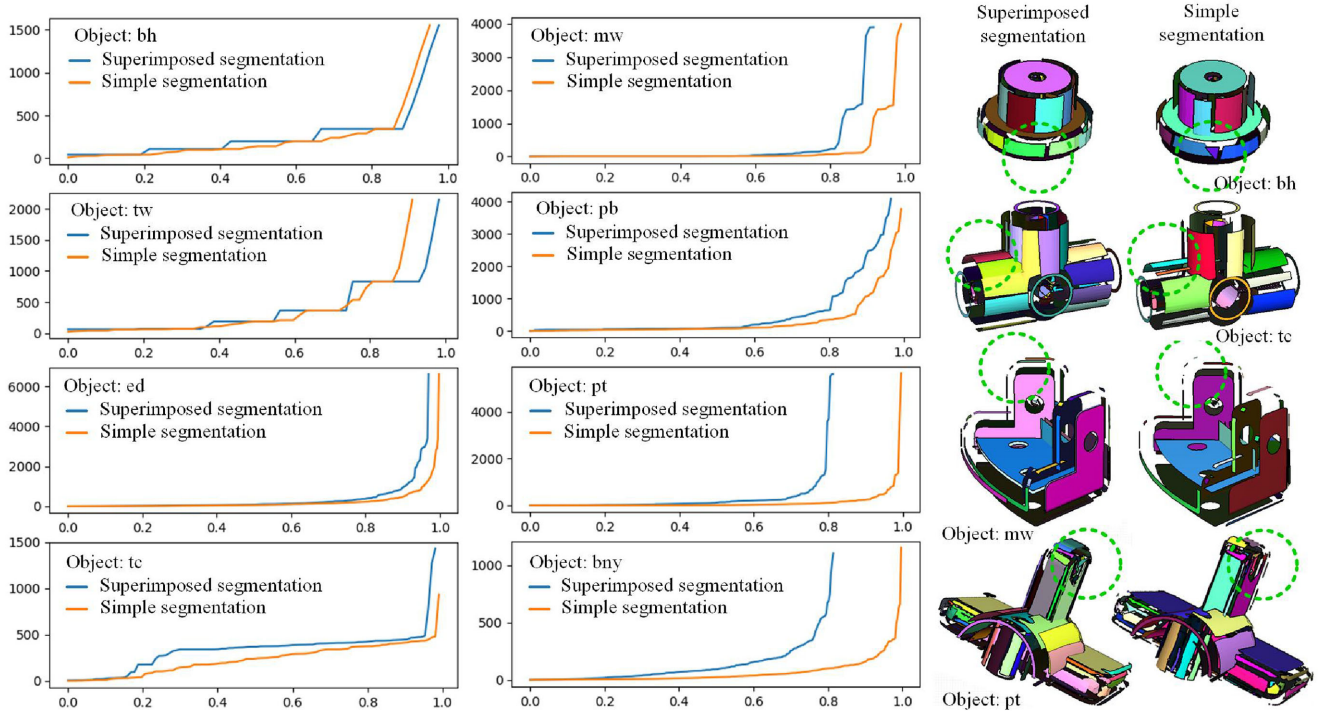 1500
1000
500
0
Object: bh
Superimposed segmentation
Simple segmentation
0.0 0.2 0.4 0.6 0.8 1.0
4000
3000
2000
1000
0
Object: mw
Superimposed segmentation
Simple segmentation
0.0 0.2 0.4 0.6 0.8 1.0
2000
1500
1000
500
0
Object: tw
Superimposed segmentation
Simple segmentation
0.0 0.2 0.4 0.6 0.8 1.0
4000
3000
2000
1000
0
Object: pb
Superimposed segmentation
Simple segmentation
0.0 0.2 0.4 0.6 0.8 1.0
6000
4000
2000
0
Object: ed
Superimposed segmentation
Simple segmentation
0.0 0.2 0.4 0.6 0.8 1.0
4000
2000
0
Object: pt
Superimposed segmentation
Simple segmentation
0.0 0.2 0.4 0.6 0.8 1.0
1500
1000
500
0
Object: tc
Superimposed segmentation
Simple segmentation
0.0 0.2 0.4 0.6 0.8 1.0
1000
500
0
Object: bny
Superimposed segmentation
Simple segmentation
0.0 0.2 0.4 0.6 0.8 1.0
Superimposed
segmentation
Simple
segmentation
Object: bh
Object: tc
Object: mw
Object: pt